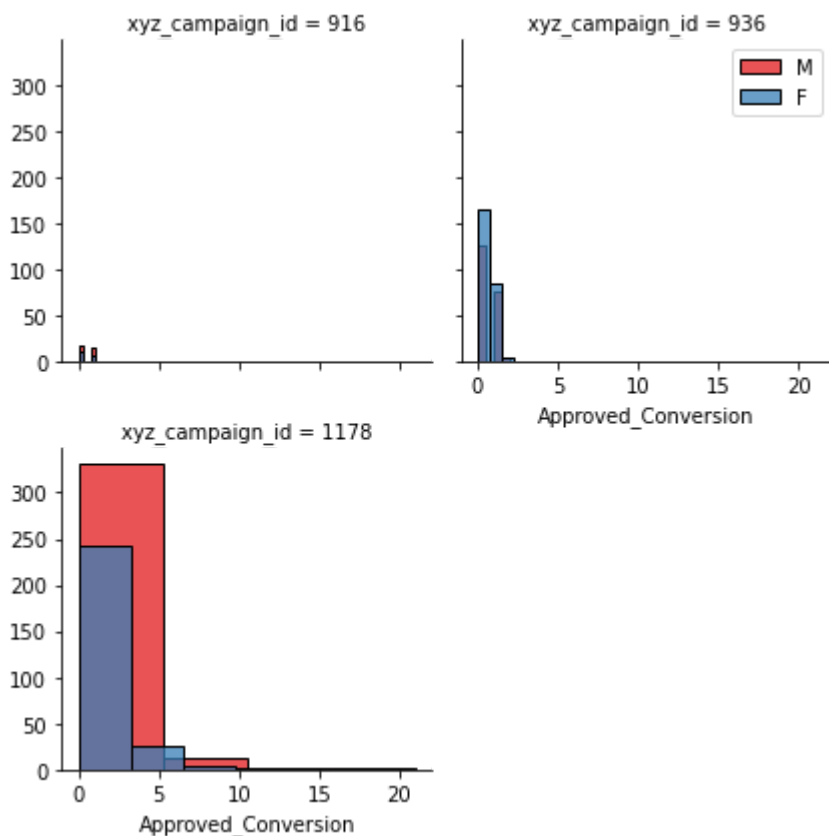 xyz_campaign_id = 916
300
250
200
150
100
50
0
xyz_campaign_id = 936
M
F
0 5 10 15 20
Approved_Conversion
xyz_campaign_id = 1178
300
250
200
150
100
50
0
0 5 10 15 20
Approved_Conversion